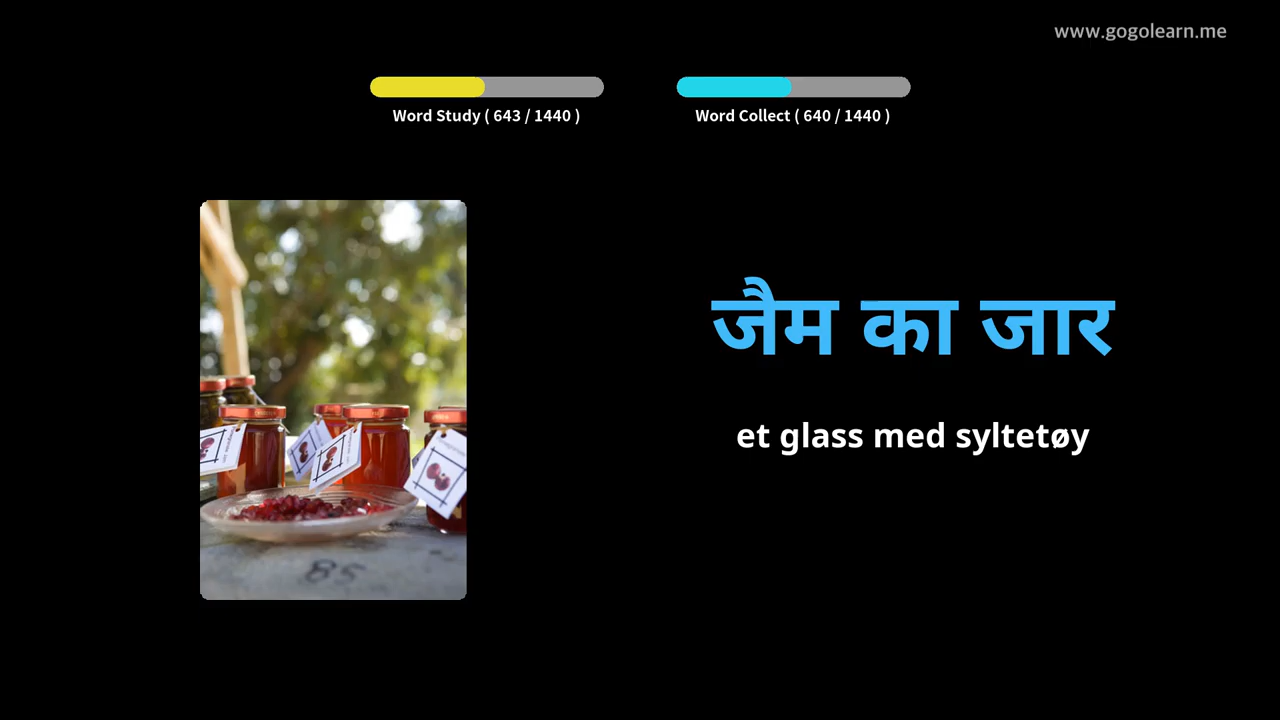 www.gogolearn.me
Word Study ( 643 / 1440 )
Word Collect ( 640 / 1440 )
जैम का जार
et glass med syltetøy
85